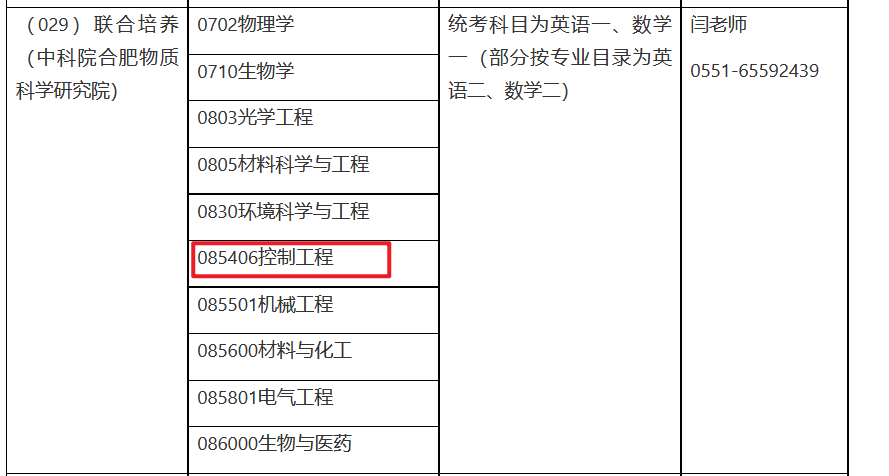 （029）联合培养
（中科院合肥物质
科学研究院）
0702物理学
0710生物学
0803光学工程
0805材料科学与工程
0830环境科学与工程
085406控制工程
085501机械工程
085600材料与化工
085801电气工程
086000生物与医药
统考科目为英语一、数学
一（部分按专业目录为英
语二、数学二）
闫老师
0551-65592439